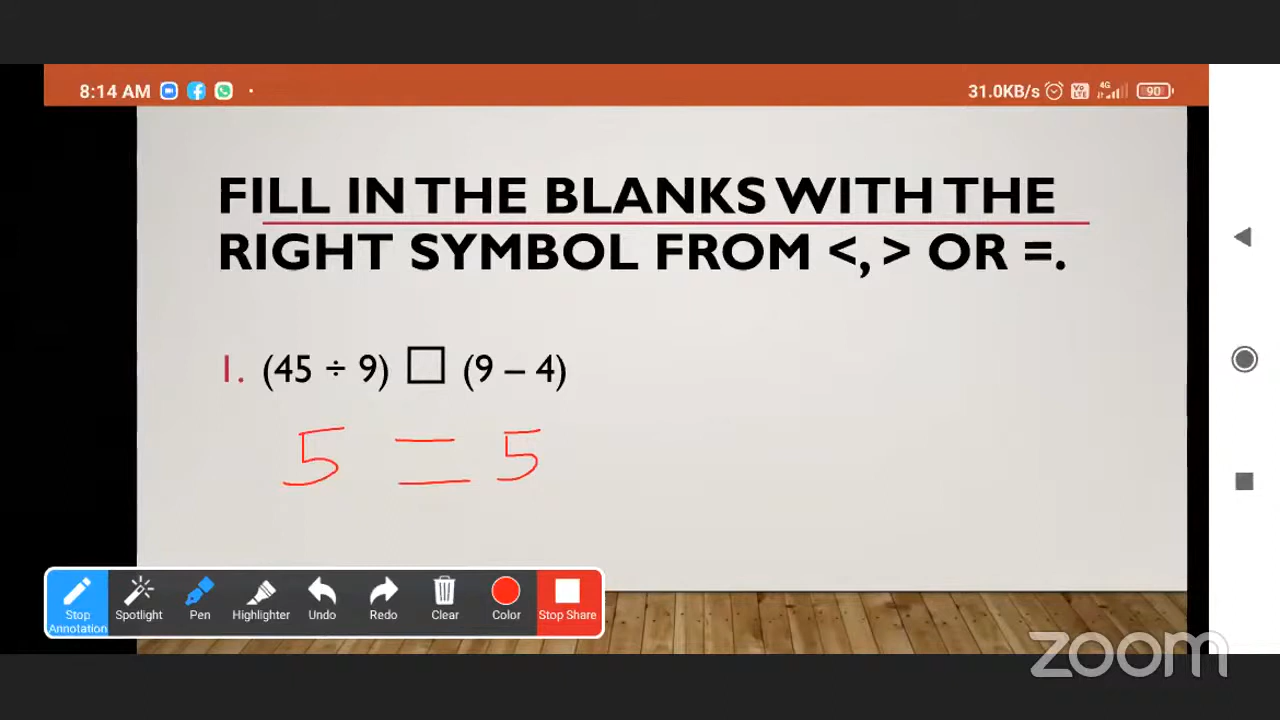 8:14 AM 31.0KB/s 4G 90
FILL IN THE BLANKS WITH THE
RIGHT SYMBOL FROM <, > OR =.
1. (45 ÷ 9) □ (9 – 4)
5 = 5
Stop Annotation Spotlight Pen Highlighter Undo Redo Clear Color Stop Share
zoom